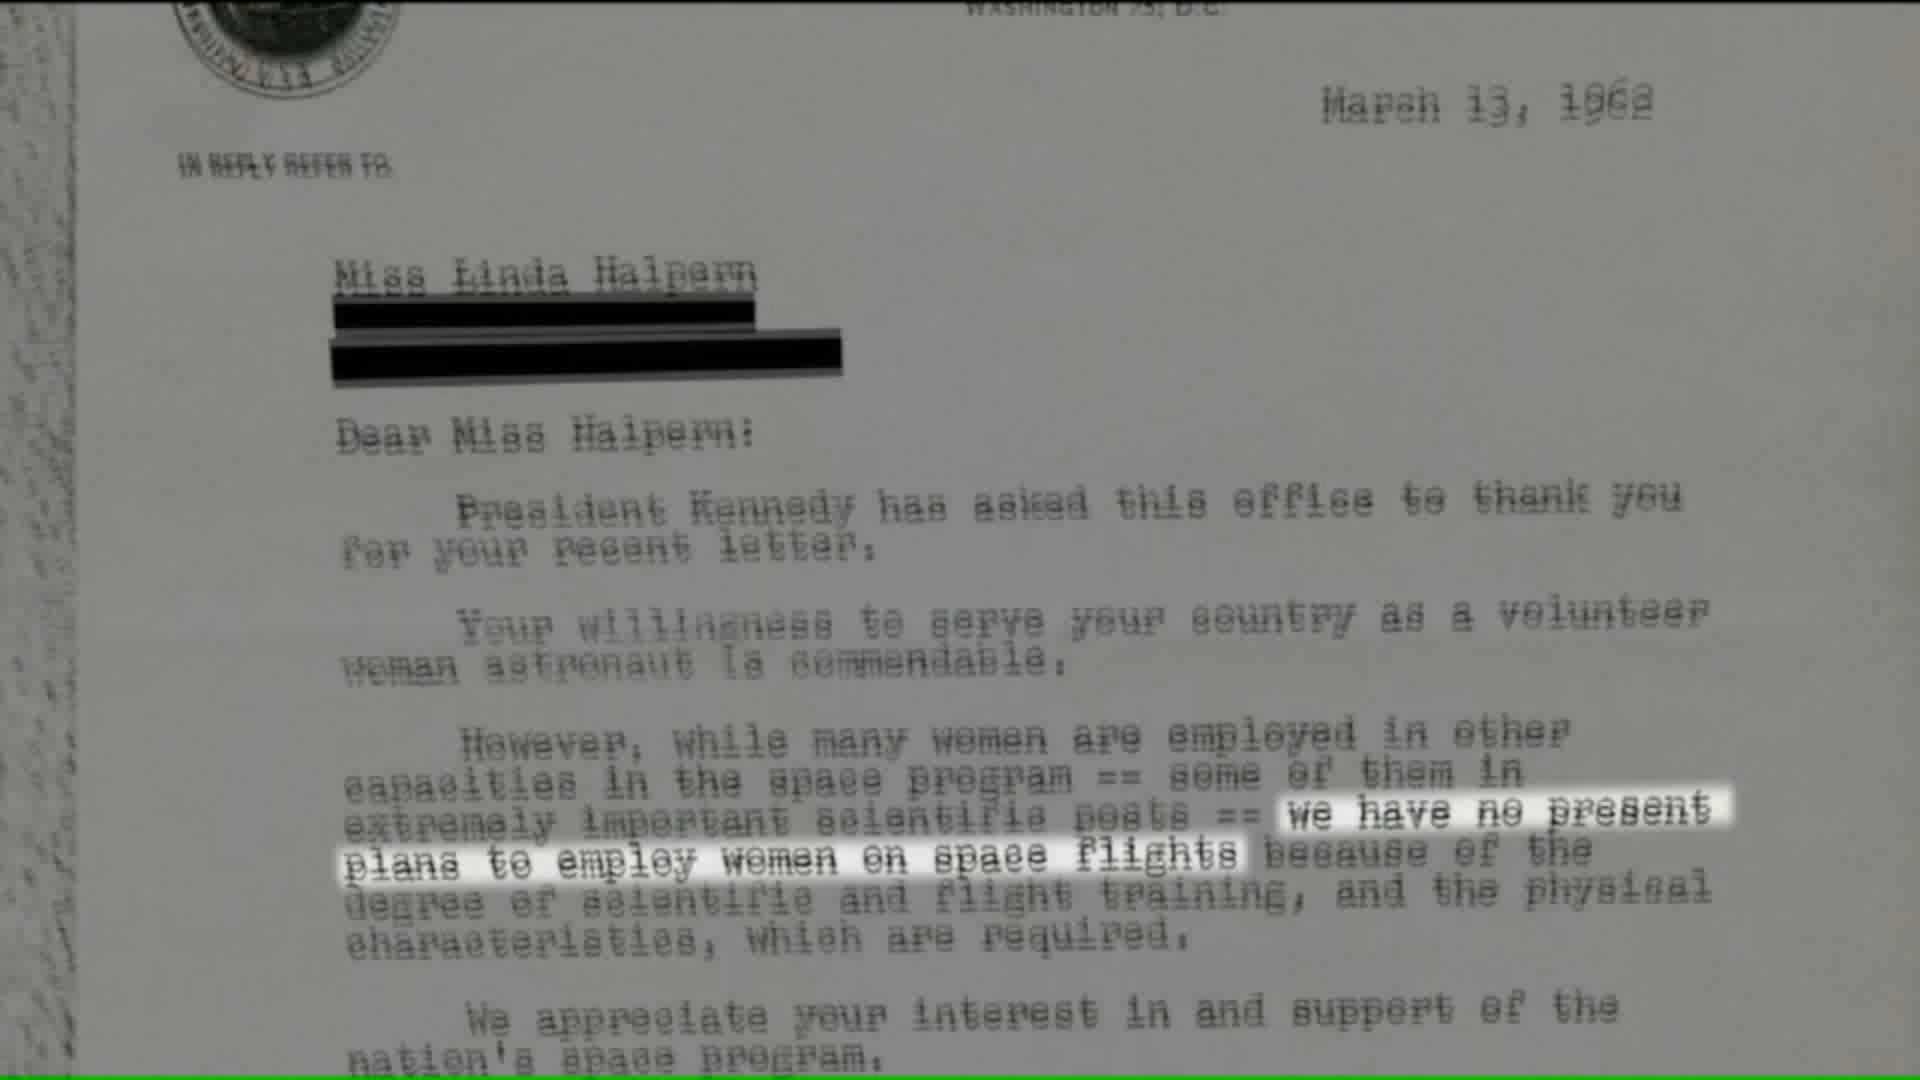 WASHINGTON 25, D.C.
March 13, 1962
IN REPLY REFER TO
Miss Linda Halpern
Dear Miss Halpern:
President Kennedy has asked this office to thank you
for your recent letter.
Your willingness to serve your country as a volunteer
woman astronaut is commendable.
However, while many women are employed in other
capacities in the space program -- some of them in
extremely important scientific posts -- we have no present
plans to employ women on space flights because of the
degree of scientific and flight training, and the physical
characteristics, which are required.
We appreciate your interest in and support of the
nation's space program.